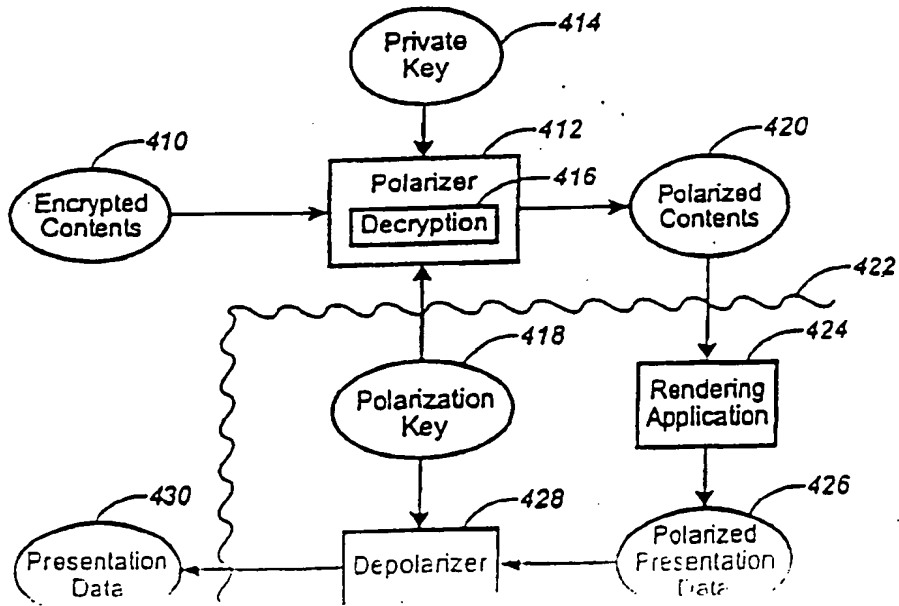 414
Private
Key
410
412
420
Polarizer
416
Encrypted
Contents
Decryption
Polarized
Contents
422
418
424
Polarization
Key
Rendering
Application
430
428
426
Presentation
Data
Depolarizer
Polarized
Presentation
Data